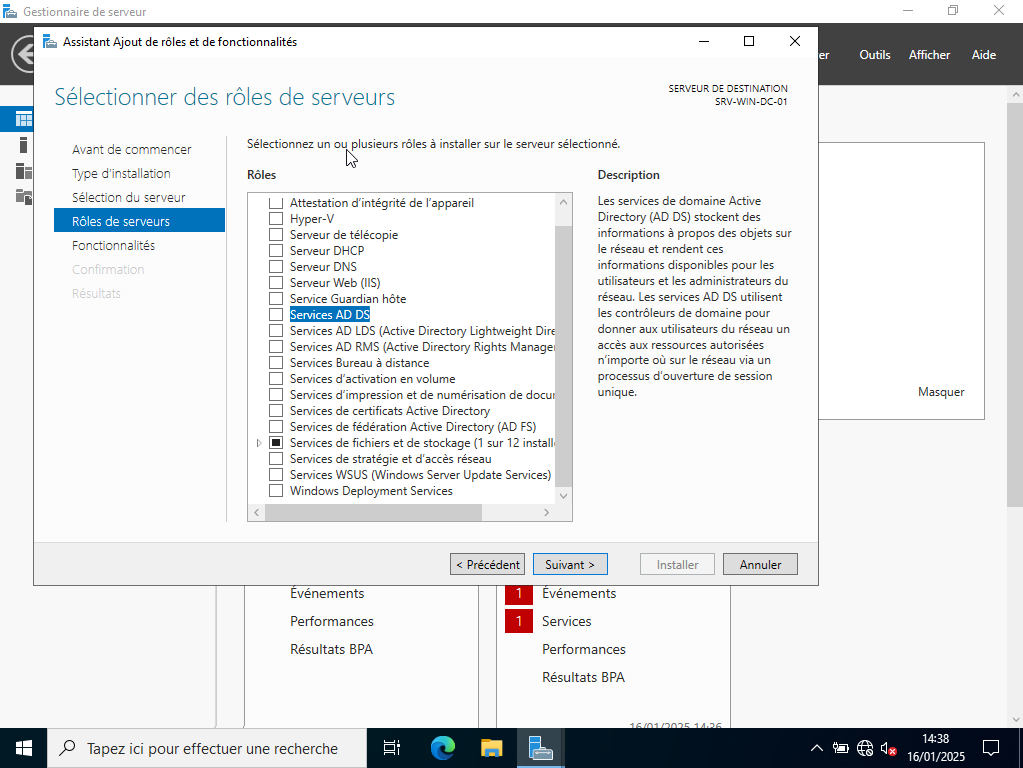 Gestionnaire de serveur
Assistant Ajout de rôles et de fonctionnalités
Outils
Afficher
Aide
Sélectionner des rôles de serveurs
SERVEUR DE DESTINATION
SRV-WIN-DC-01
Avant de commencer
Type d'installation
Sélection du serveur
Rôles de serveurs
Fonctionnalités
Confirmation
Résultats
Sélectionnez un ou plusieurs rôles à installer sur le serveur sélectionné.
Rôles
Attestation d'intégrité de l'appareil
Hyper-V
Serveur de télécopie
Serveur DHCP
Serveur DNS
Serveur Web (IIS)
Service Guardian hôte
Services AD DS
Services AD LDS (Active Directory Lightweight Dire
Services AD RMS (Active Directory Rights Manager
Services Bureau à distance
Services d'activation en volume
Services d'impression et de numérisation de docu
Services de certificats Active Directory
Services de fédération Active Directory (AD FS)
Services de fichiers et de stockage (1 sur 12 install
Services de stratégie et d'accès réseau
Services WSUS (Windows Server Update Services)
Windows Deployment Services
Description
Les services de domaine Active
Directory (AD DS) stockent des
informations à propos des objets sur
le réseau et rendent ces
informations disponibles pour les
utilisateurs et les administrateurs du
réseau. Les services AD DS utilisent
les contrôleurs de domaine pour
donner aux utilisateurs du réseau un
accès aux ressources autorisées
n'importe où sur le réseau via un
processus d'ouverture de session
unique.
Masquer
< Précédent
Suivant >
Installer
Annuler
Événements
Performances
Résultats BPA
1 Événements
1 Services
Performances
Résultats BPA
16/01/2025 14:36
Tapez ici pour effectuer une recherche
14:38
16/01/2025